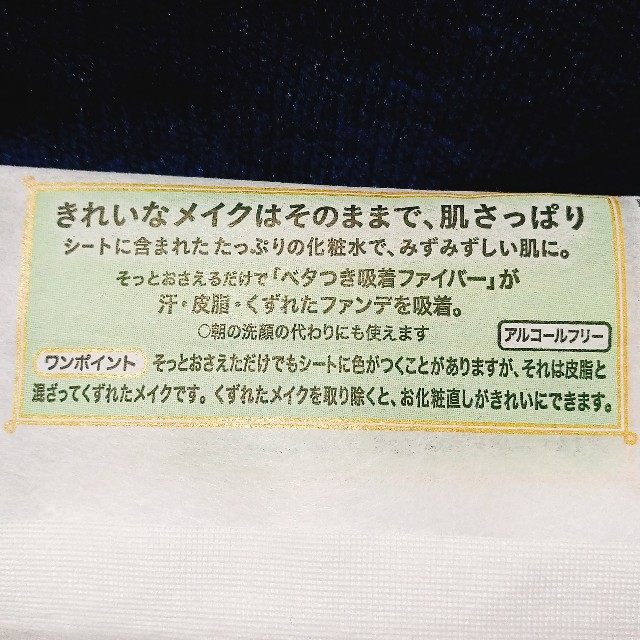 きれいなメイクはそのままで、肌さっぱり
シートに含まれたたっぷりの化粧水で、みずみずしい肌に。
そっとおさえるだけで「ベタつき吸着ファイバー」が
汗・皮脂・くずれたファンデを吸着。
○朝の洗顔の代わりにも使えます
アルコールフリー
ワンポイント そっとおさえただけでもシートに色がつくことがありますが、それは皮脂と
混ざってくずれたメイクです。くずれたメイクを取り除くと、お化粧直しがきれいにできます。